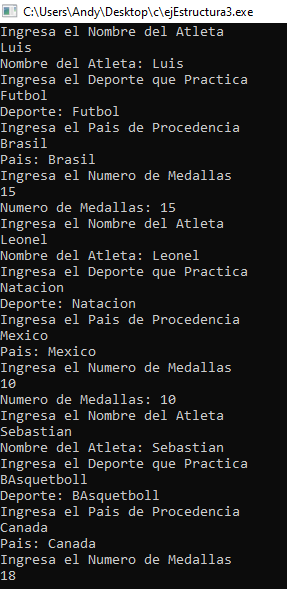 C:\Users\Andy\Desktop\c\ejEstructura3.exe
Ingresa el Nombre del Atleta
Luis
Nombre del Atleta: Luis
Ingresa el Deporte que Practica
Futbol
Deporte: Futbol
Ingresa el Pais de Procedencia
Brasil
Pais: Brasil
Ingresa el Numero de Medallas
15
Numero de Medallas: 15
Ingresa el Nombre del Atleta
Leonel
Nombre del Atleta: Leonel
Ingresa el Deporte que Practica
Natacion
Deporte: Natacion
Ingresa el Pais de Procedencia
Mexico
Pais: Mexico
Ingresa el Numero de Medallas
10
Numero de Medallas: 10
Ingresa el Nombre del Atleta
Sebastian
Nombre del Atleta: Sebastian
Ingresa el Deporte que Practica
BAsquetboll
Deporte: BAsquetboll
Ingresa el Pais de Procedencia
Canada
Pais: Canada
Ingresa el Numero de Medallas
18